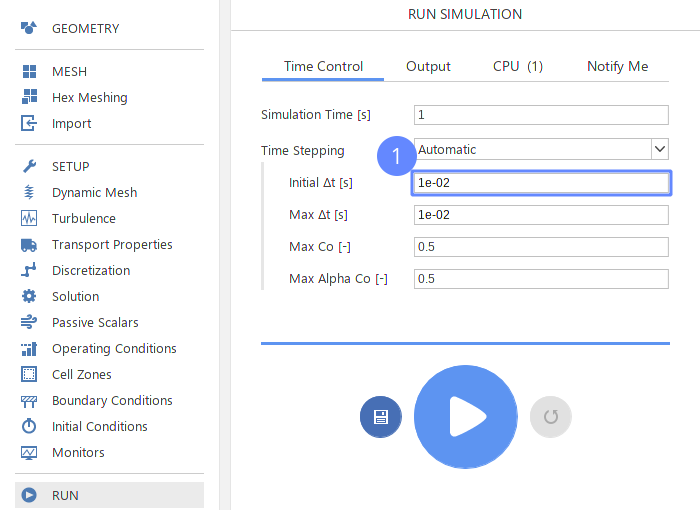 GEOMETRY
MESH
Hex Meshing
Import
SETUP
Dynamic Mesh
Turbulence
Transport Properties
Discretization
Solution
Passive Scalars
Operating Conditions
Cell Zones
Boundary Conditions
Initial Conditions
Monitors
RUN
RUN SIMULATION
Time Control Output CPU (1) Notify Me
Simulation Time [s] 1
Time Stepping Automatic
1
Initial Δt [s] 1e-02
Max Δt [s] 1e-02
Max Co [-] 0.5
Max Alpha Co [-] 0.5